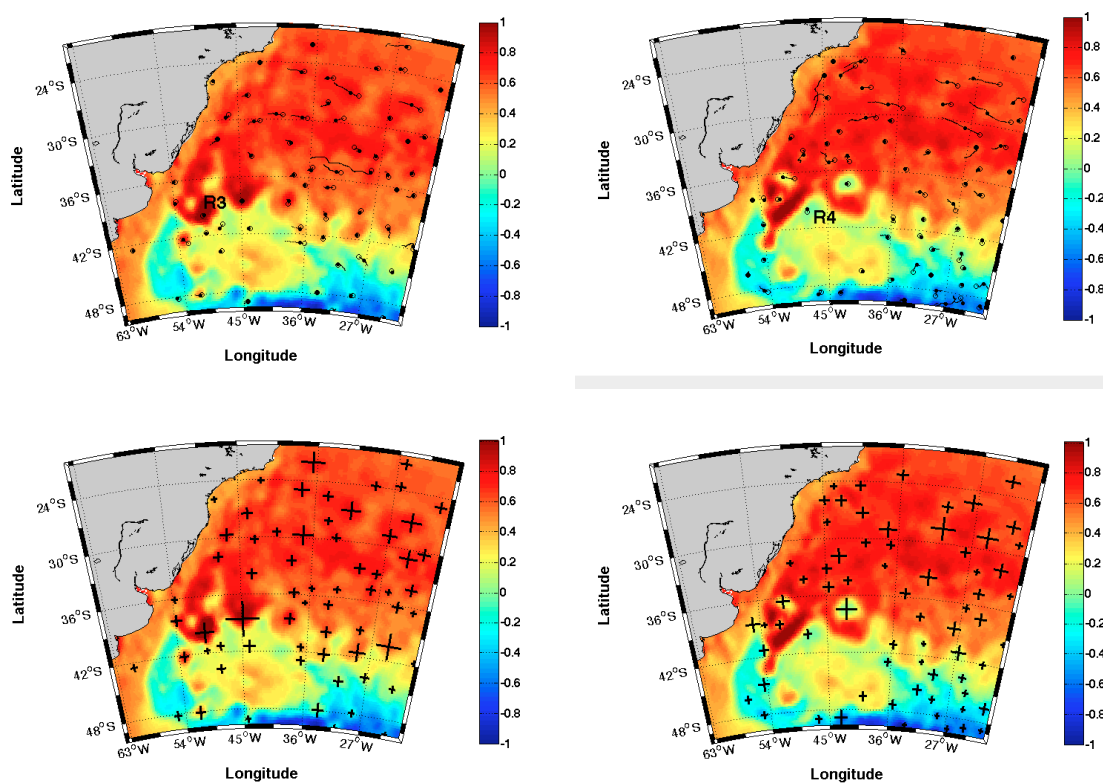 24°S
30°S
36°S
42°S
48°S
63°W
54°W
45°W
36°W
27°W
Latitude
Longitude
R3
1
0.8
0.6
0.4
0.2
0
-0.2
-0.4
-0.6
-0.8
-1
24°S
30°S
36°S
42°S
48°S
63°W
54°W
45°W
36°W
27°W
Latitude
Longitude
R4
1
0.8
0.6
0.4
0.2
0
-0.2
-0.4
-0.6
-0.8
-1
24°S
30°S
36°S
42°S
48°S
63°W
54°W
45°W
36°W
27°W
Latitude
Longitude
1
0.8
0.6
0.4
0.2
0
-0.2
-0.4
-0.6
-0.8
-1
24°S
30°S
36°S
42°S
48°S
63°W
54°W
45°W
36°W
27°W
Latitude
Longitude
1
0.8
0.6
0.4
0.2
0
-0.2
-0.4
-0.6
-0.8
-1